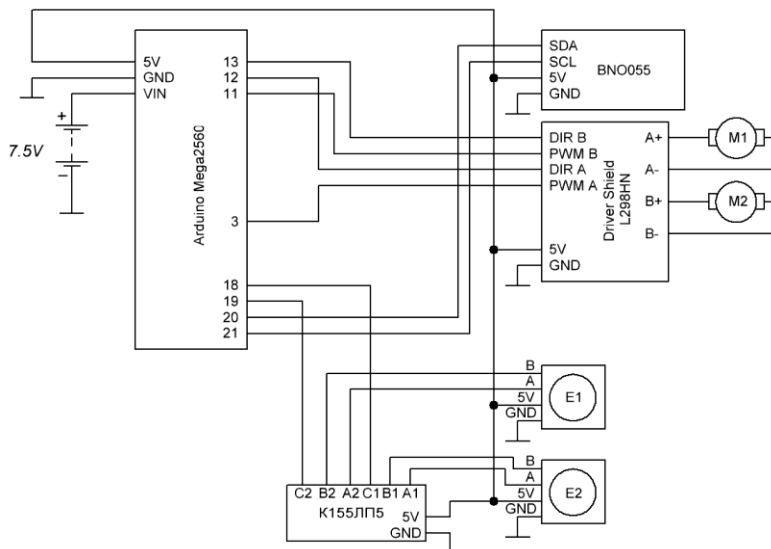 5V
GND
VIN
13
12
11
Arduino Mega2560
3
18
19
20
21
+
7.5V
−
SDA
SCL
5V
GND
BNO055
DIR B
PWM B
DIR A
PWM A
5V
GND
Driver Shield
L298HN
A+
A-
B+
B-
M1
M2
B
A
5V
GND
E1
B
A
5V
GND
E2
C2 B2 A2 C1 B1 A1
К155ЛП5
5V
GND